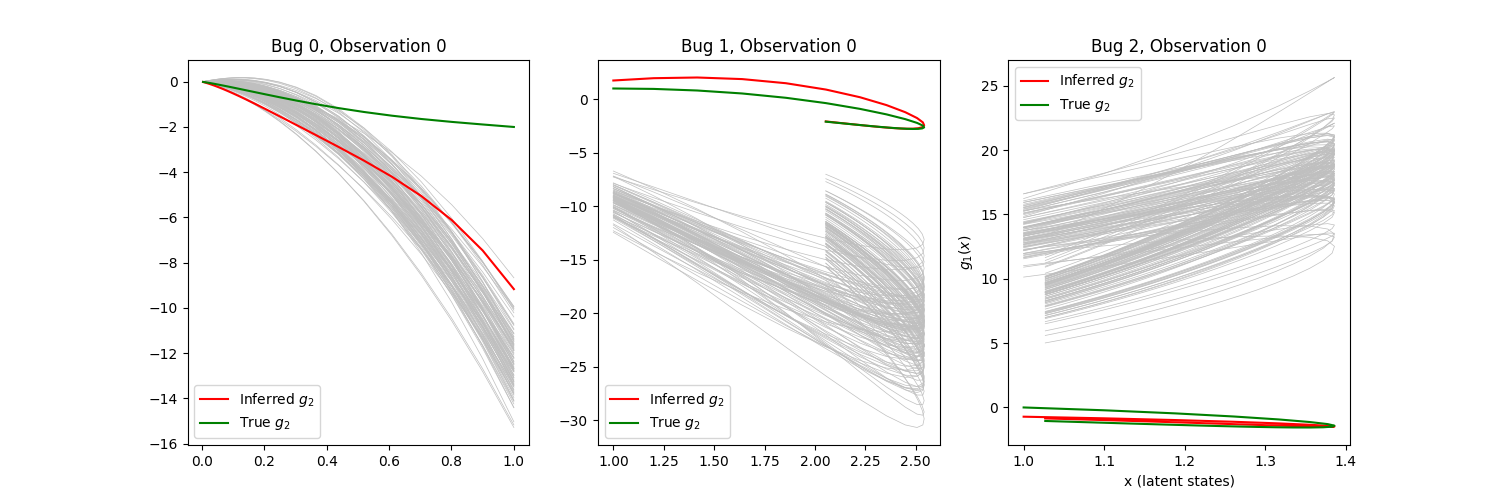 Bug 0, Observation 0
0
−2
−4
−6
−8
−10
−12
−14
−16
0.0 0.2 0.4 0.6 0.8 1.0
Inferred g₂
True g₂
Bug 1, Observation 0
0
−5
−10
−15
−20
−25
−30
1.00 1.25 1.50 1.75 2.00 2.25 2.50
Inferred g₂
True g₂
Bug 2, Observation 0
Inferred g₂
True g₂
25
20
15
10
5
0
g₁(x)
1.0 1.1 1.2 1.3 1.4
x (latent states)